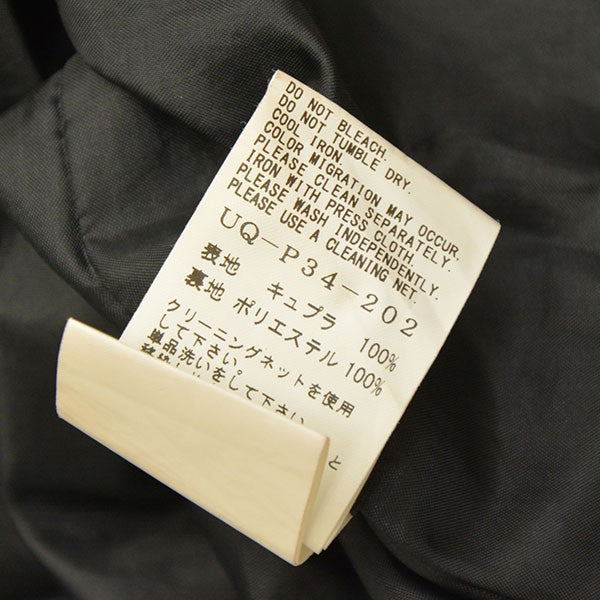 DO NOT BLEACH.
DO NOT TUMBLE DRY.
COOL IRON.
COLOR MIGRATION MAY OCCUR.
PLEASE CLEAN SEPARATELY.
IRON WITH PRESS CLOTH.
PLEASE WASH INDEPENDENTLY.
PLEASE USE A CLEANING NET.
UQ-P34-202
表地 キュプラ 100%
裏地 ポリエステル 100%
クリーニングネットを使用
して下さい
単品洗いをして下さい
と